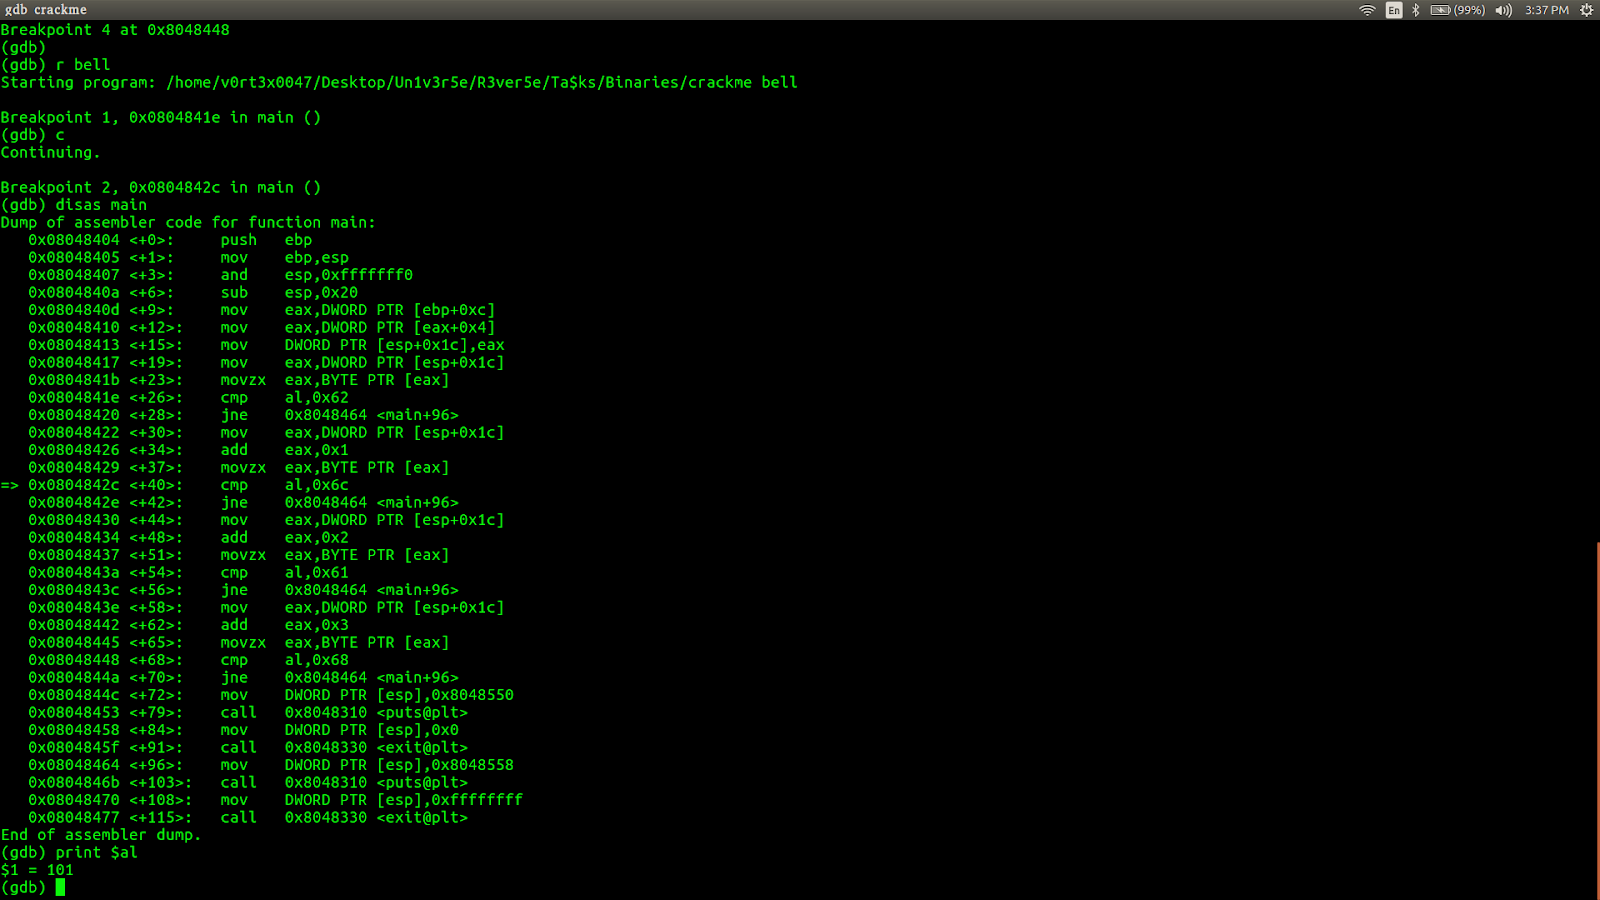 gdb crackme
En (99%) 3:37 PM
Breakpoint 4 at 0x8048448
(gdb)
(gdb) r bell
Starting program: /home/v0rt3x0047/Desktop/Un1v3r5e/R3ver5e/Ta$ks/Binaries/crackme bell
Breakpoint 1, 0x0804841e in main ()
(gdb) c
Continuing.
Breakpoint 2, 0x0804842c in main ()
(gdb) disas main
Dump of assembler code for function main:
0x08048404 <+0>: push ebp
0x08048405 <+1>: mov ebp,esp
0x08048407 <+3>: and esp,0xfffffff0
0x0804840a <+6>: sub esp,0x20
0x0804840d <+9>: mov eax,DWORD PTR [ebp+0xc]
0x08048410 <+12>: mov eax,DWORD PTR [eax+0x4]
0x08048413 <+15>: mov DWORD PTR [esp+0x1c],eax
0x08048417 <+19>: mov eax,DWORD PTR [esp+0x1c]
0x0804841b <+23>: movzx eax,BYTE PTR [eax]
0x0804841e <+26>: cmp al,0x62
0x08048420 <+28>: jne 0x8048464 <main+96>
0x08048422 <+30>: mov eax,DWORD PTR [esp+0x1c]
0x08048426 <+34>: add eax,0x1
0x08048429 <+37>: movzx eax,BYTE PTR [eax]
=> 0x0804842c <+40>: cmp al,0x6c
0x0804842e <+42>: jne 0x8048464 <main+96>
0x08048430 <+44>: mov eax,DWORD PTR [esp+0x1c]
0x08048434 <+48>: add eax,0x2
0x08048437 <+51>: movzx eax,BYTE PTR [eax]
0x0804843a <+54>: cmp al,0x61
0x0804843c <+56>: jne 0x8048464 <main+96>
0x0804843e <+58>: mov eax,DWORD PTR [esp+0x1c]
0x08048442 <+62>: add eax,0x3
0x08048445 <+65>: movzx eax,BYTE PTR [eax]
0x08048448 <+68>: cmp al,0x68
0x0804844a <+70>: jne 0x8048464 <main+96>
0x0804844c <+72>: mov DWORD PTR [esp],0x8048550
0x08048453 <+79>: call 0x8048310 <puts@plt>
0x08048458 <+84>: mov DWORD PTR [esp],0x0
0x0804845f <+91>: call 0x8048330 <exit@plt>
0x08048464 <+96>: mov DWORD PTR [esp],0x8048558
0x0804846b <+103>: call 0x8048310 <puts@plt>
0x08048470 <+108>: mov DWORD PTR [esp],0xffffffff
0x08048477 <+115>: call 0x8048330 <exit@plt>
End of assembler dump.
(gdb) print $al
$1 = 101
(gdb)